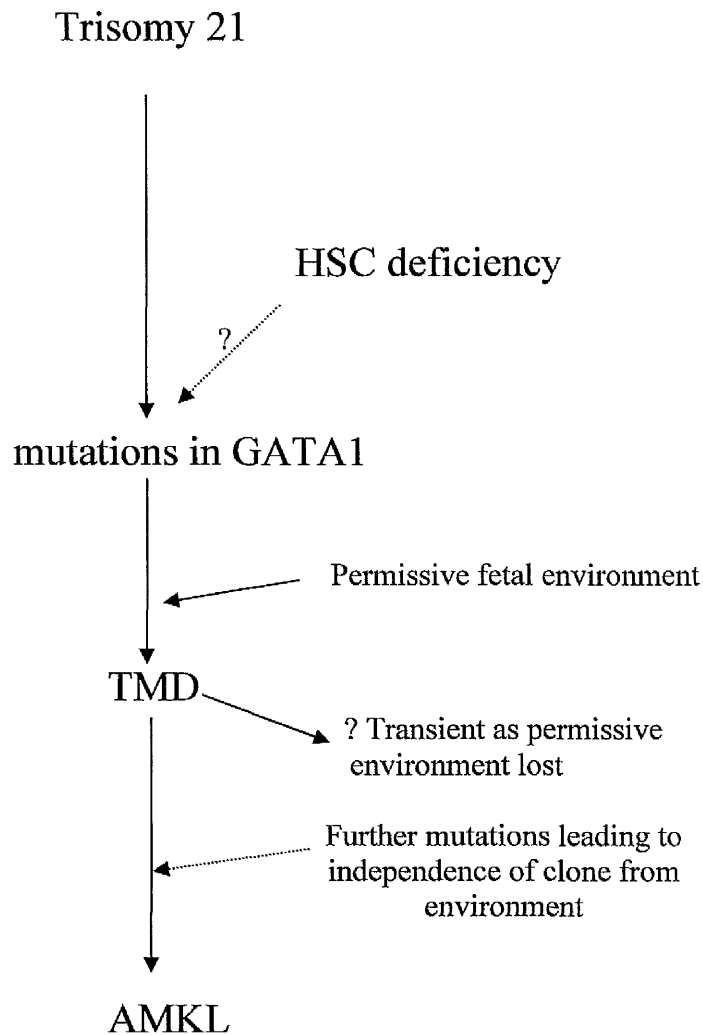 Trisomy 21
HSC deficiency
?
mutations in GATA1
Permissive fetal environment
TMD
? Transient as permissive
environment lost
Further mutations leading to
independence of clone from
environment
AMKL